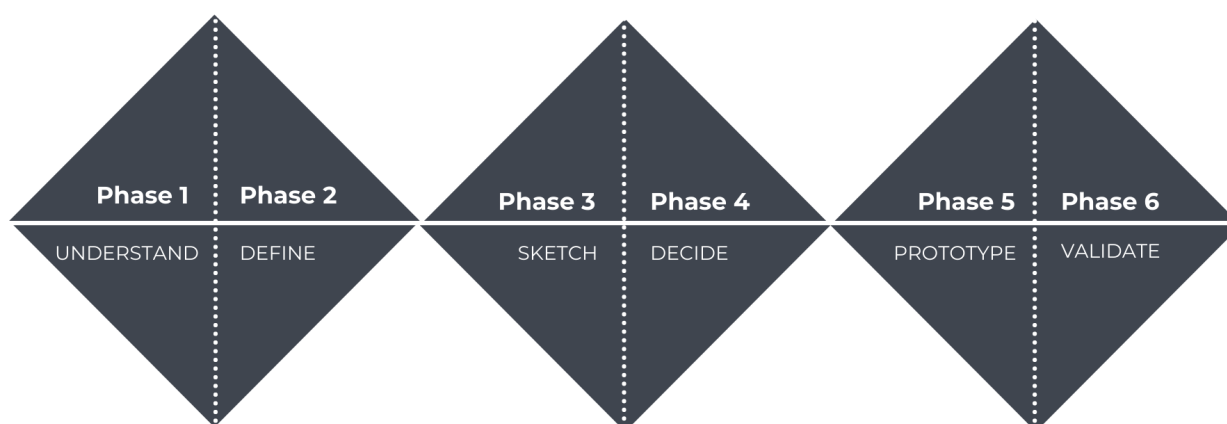 Phase 1
Phase 2
UNDERSTAND
DEFINE
Phase 3
Phase 4
SKETCH
DECIDE
Phase 5
Phase 6
PROTOTYPE
VALIDATE